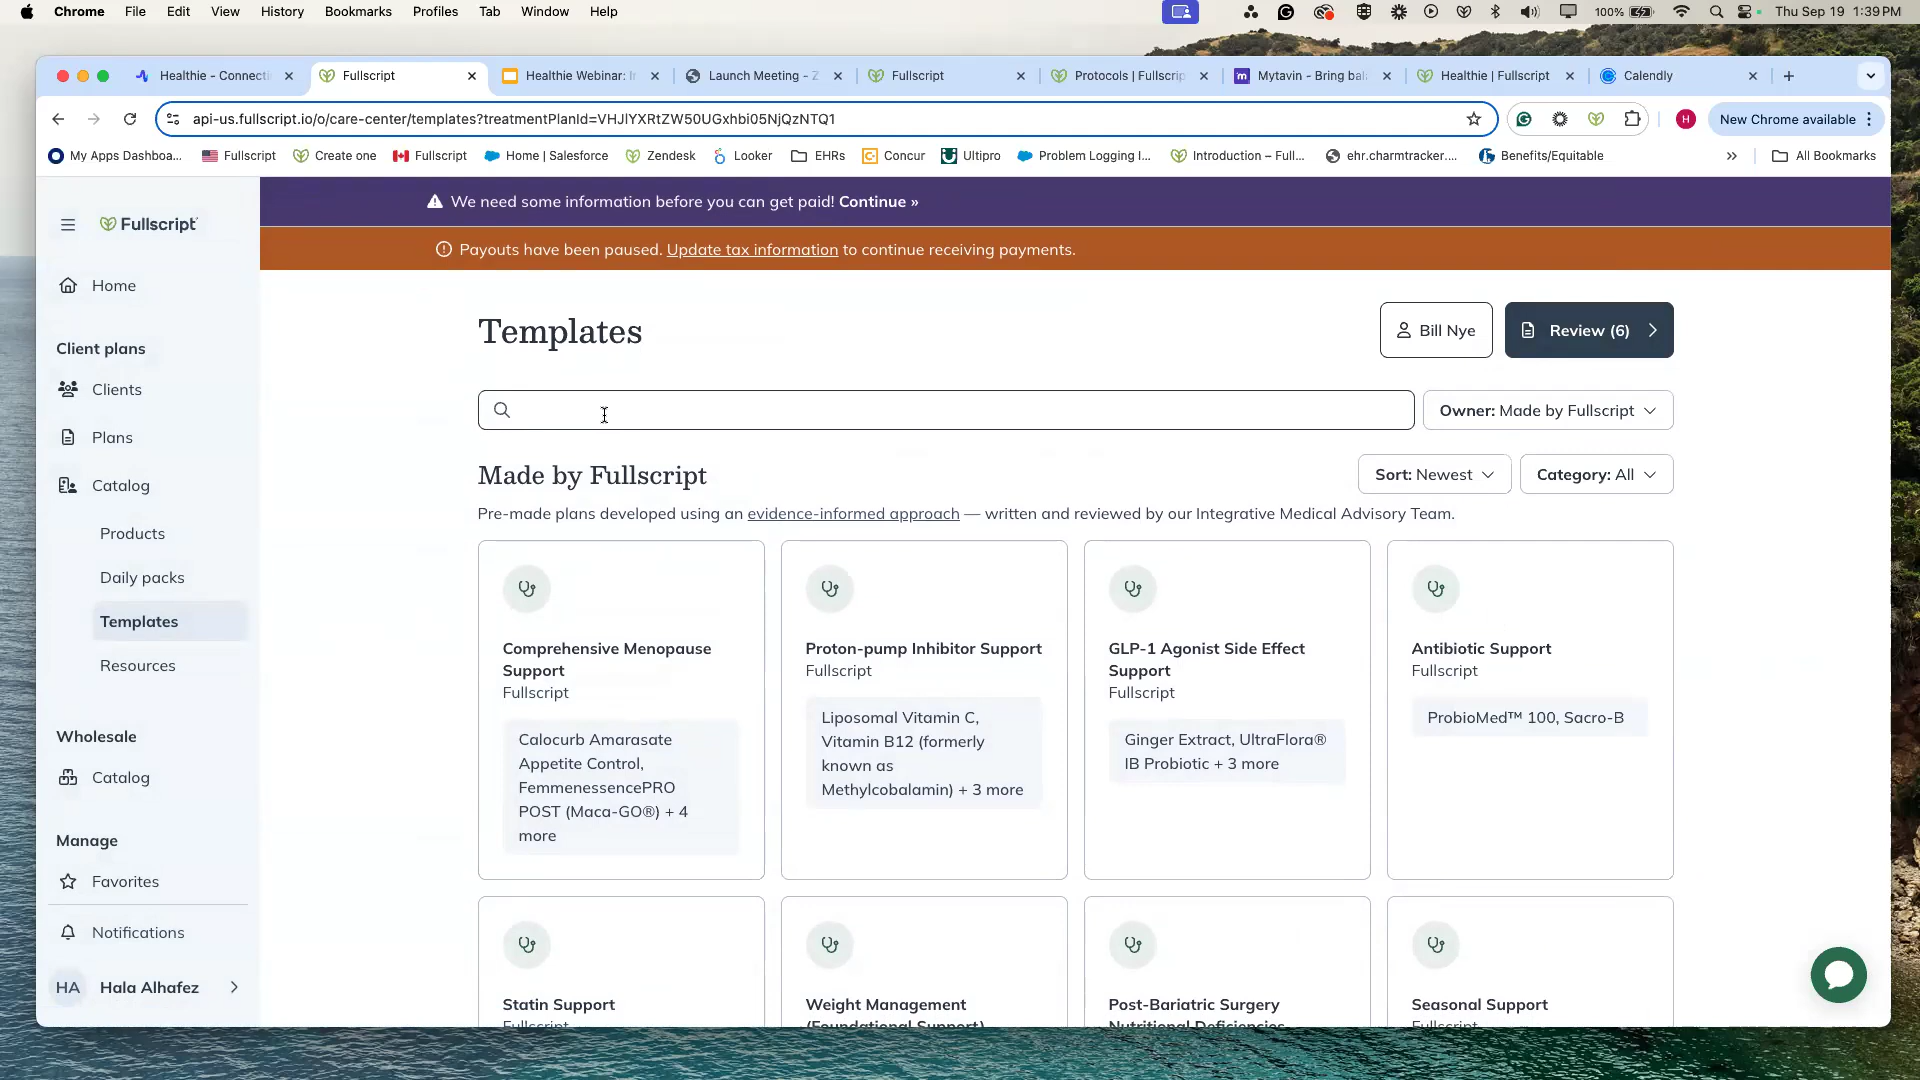 Chrome File Edit View History Bookmarks Profiles Tab Window Help
100% Thu Sep 19 1:39 PM
Healthie - Connecti
Fullscript
Healthie Webinar: I
Launch Meeting - Z
Fullscript
Protocols | Fullscrip
Mytavin - Bring bal
Healthie | Fullscript
Calendly
api-us.fullscript.io/o/care-center/templates?treatmentPlanId=VHJlYXRtZW50UGxhbi05NjQzNTQ1
H
New Chrome available
My Apps Dashboa...
Fullscript
Create one
Fullscript
Home | Salesforce
Zendesk
Looker
EHRs
Concur
Ultipro
Problem Logging I...
Introduction – Full...
ehr.charmtracker....
Benefits/Equitable
»
All Bookmarks
Fullscript
Home
Client plans
Clients
Plans
Catalog
Products
Daily packs
Templates
Resources
Wholesale
Catalog
Manage
Favorites
Notifications
HA Hala Alhafez
We need some information before you can get paid! Continue »
Payouts have been paused. Update tax information to continue receiving payments.
Templates
Bill Nye
Review (6)
Owner: Made by Fullscript
Made by Fullscript
Sort: Newest
Category: All
Pre-made plans developed using an evidence-informed approach — written and reviewed by our Integrative Medical Advisory Team.
Comprehensive Menopause
Support
Fullscript
Calocurb Amarasate
Appetite Control,
FemmenessencePRO
POST (Maca-GO®) + 4
more
Proton-pump Inhibitor Support
Fullscript
Liposomal Vitamin C,
Vitamin B12 (formerly
known as
Methylcobalamin) + 3 more
GLP-1 Agonist Side Effect
Support
Fullscript
Ginger Extract, UltraFlora®
IB Probiotic + 3 more
Antibiotic Support
Fullscript
ProbioMed™ 100, Sacro-B
Statin Support
Fullscript
Weight Management
(Foundational Support)
Post-Bariatric Surgery
Nutritional Deficiencies
Seasonal Support
Fullscript